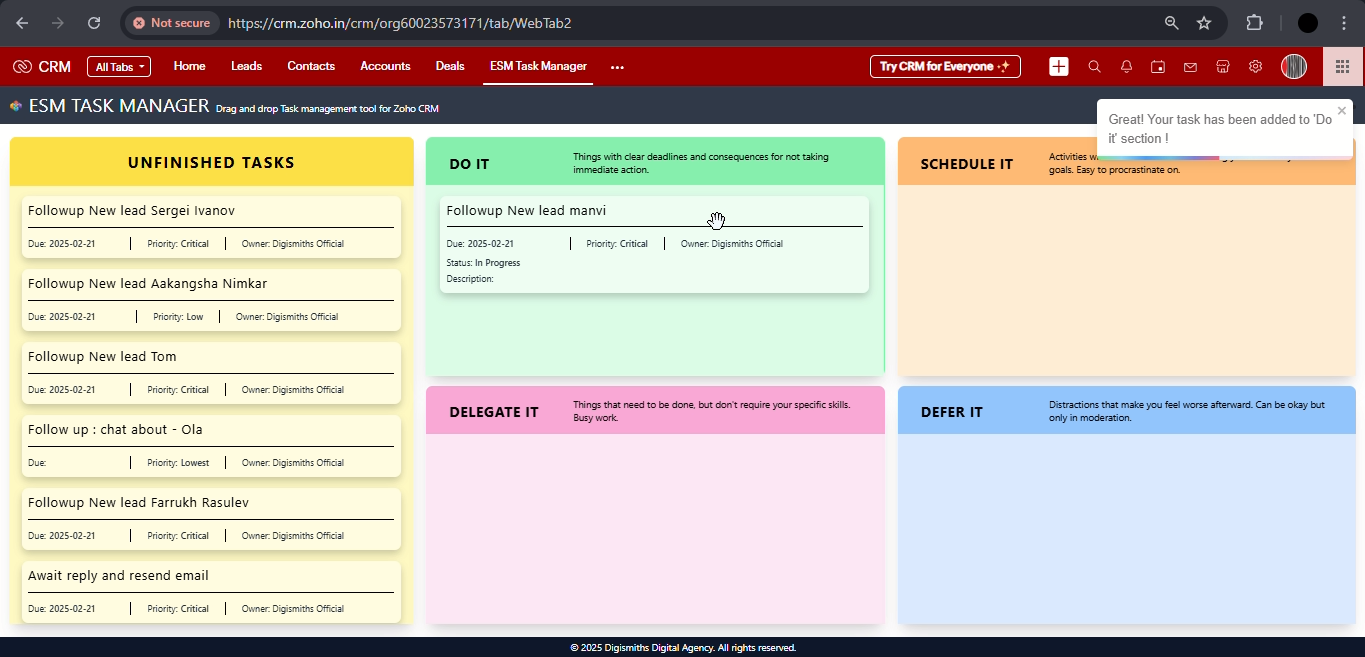 Not secure
https://crm.zoho.in/crm/org60023573171/tab/WebTab2
CRM
All Tabs
Home
Leads
Contacts
Accounts
Deals
ESM Task Manager
...
Try CRM for Everyone
ESM TASK MANAGER
Drag and drop Task management tool for Zoho CRM
Great! Your task has been added to 'Do
it' section !
UNFINISHED TASKS
Followup New lead Sergei Ivanov
Due: 2025-02-21
Priority: Critical
Owner: Digismiths Official
Followup New lead Aakangsha Nimkar
Due: 2025-02-21
Priority: Low
Owner: Digismiths Official
Followup New lead Tom
Due: 2025-02-21
Priority: Critical
Owner: Digismiths Official
Follow up : chat about - Ola
Due:
Priority: Lowest
Owner: Digismiths Official
Followup New lead Farrukh Rasulev
Due: 2025-02-21
Priority: Critical
Owner: Digismiths Official
Await reply and resend email
Due: 2025-02-21
Priority: Critical
Owner: Digismiths Official
DO IT
Things with clear deadlines and consequences for not taking
immediate action.
Followup New lead manvi
Due: 2025-02-21
Priority: Critical
Owner: Digismiths Official
Status: In Progress
Description:
SCHEDULE IT
Activities
goals. Easy to procrastinate on.
DELEGATE IT
Things that need to be done, but don't require your specific skills.
Busy work.
DEFER IT
Distractions that make you feel worse afterward. Can be okay but
only in moderation.
© 2025 Digismiths Digital Agency. All rights reserved.